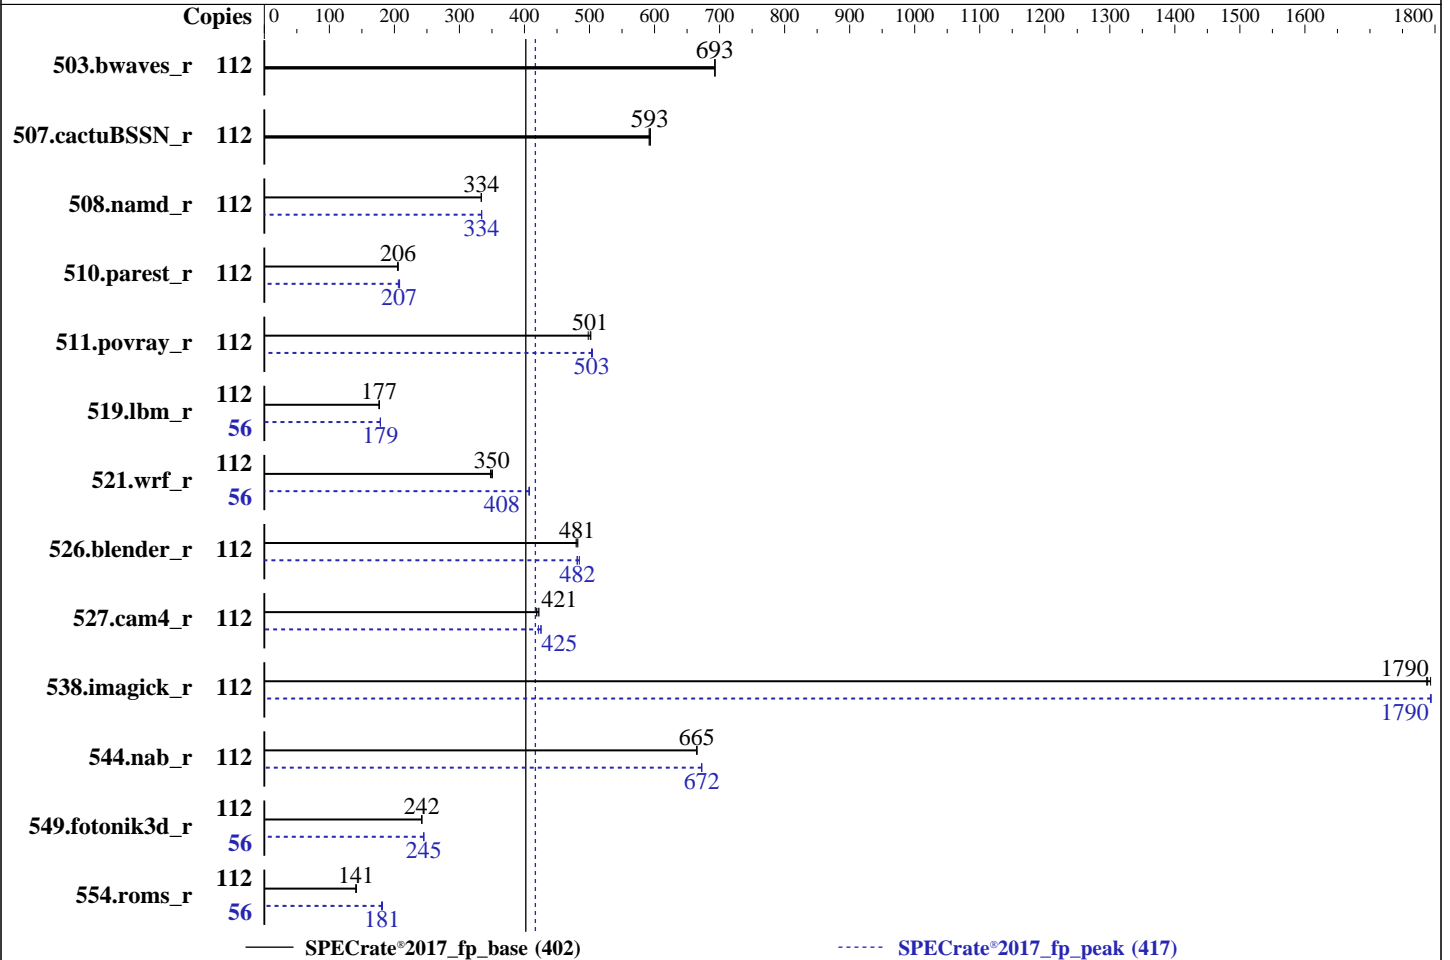 Copies 0 100 200 300 400 500 600 700 800 900 1000 1100 1200 1300 1400 1500 1600 1800
693
503.bwaves_r 112
593
507.cactuBSSN_r 112
334
508.namd_r 112
334
206
510.parest_r 112
207
501
511.povray_r 112
503
112 177
519.lbm_r
56 179
112 350
521.wrf_r
56 408
481
526.blender_r 112
482
421
527.cam4_r 112
425
1790
538.imagick_r 112
1790
665
544.nab_r 112
672
112 242
549.fotonik3d_r
56 245
112 141
554.roms_r
56 181
SPECrate®2017_fp_base (402) SPECrate®2017_fp_peak (417)